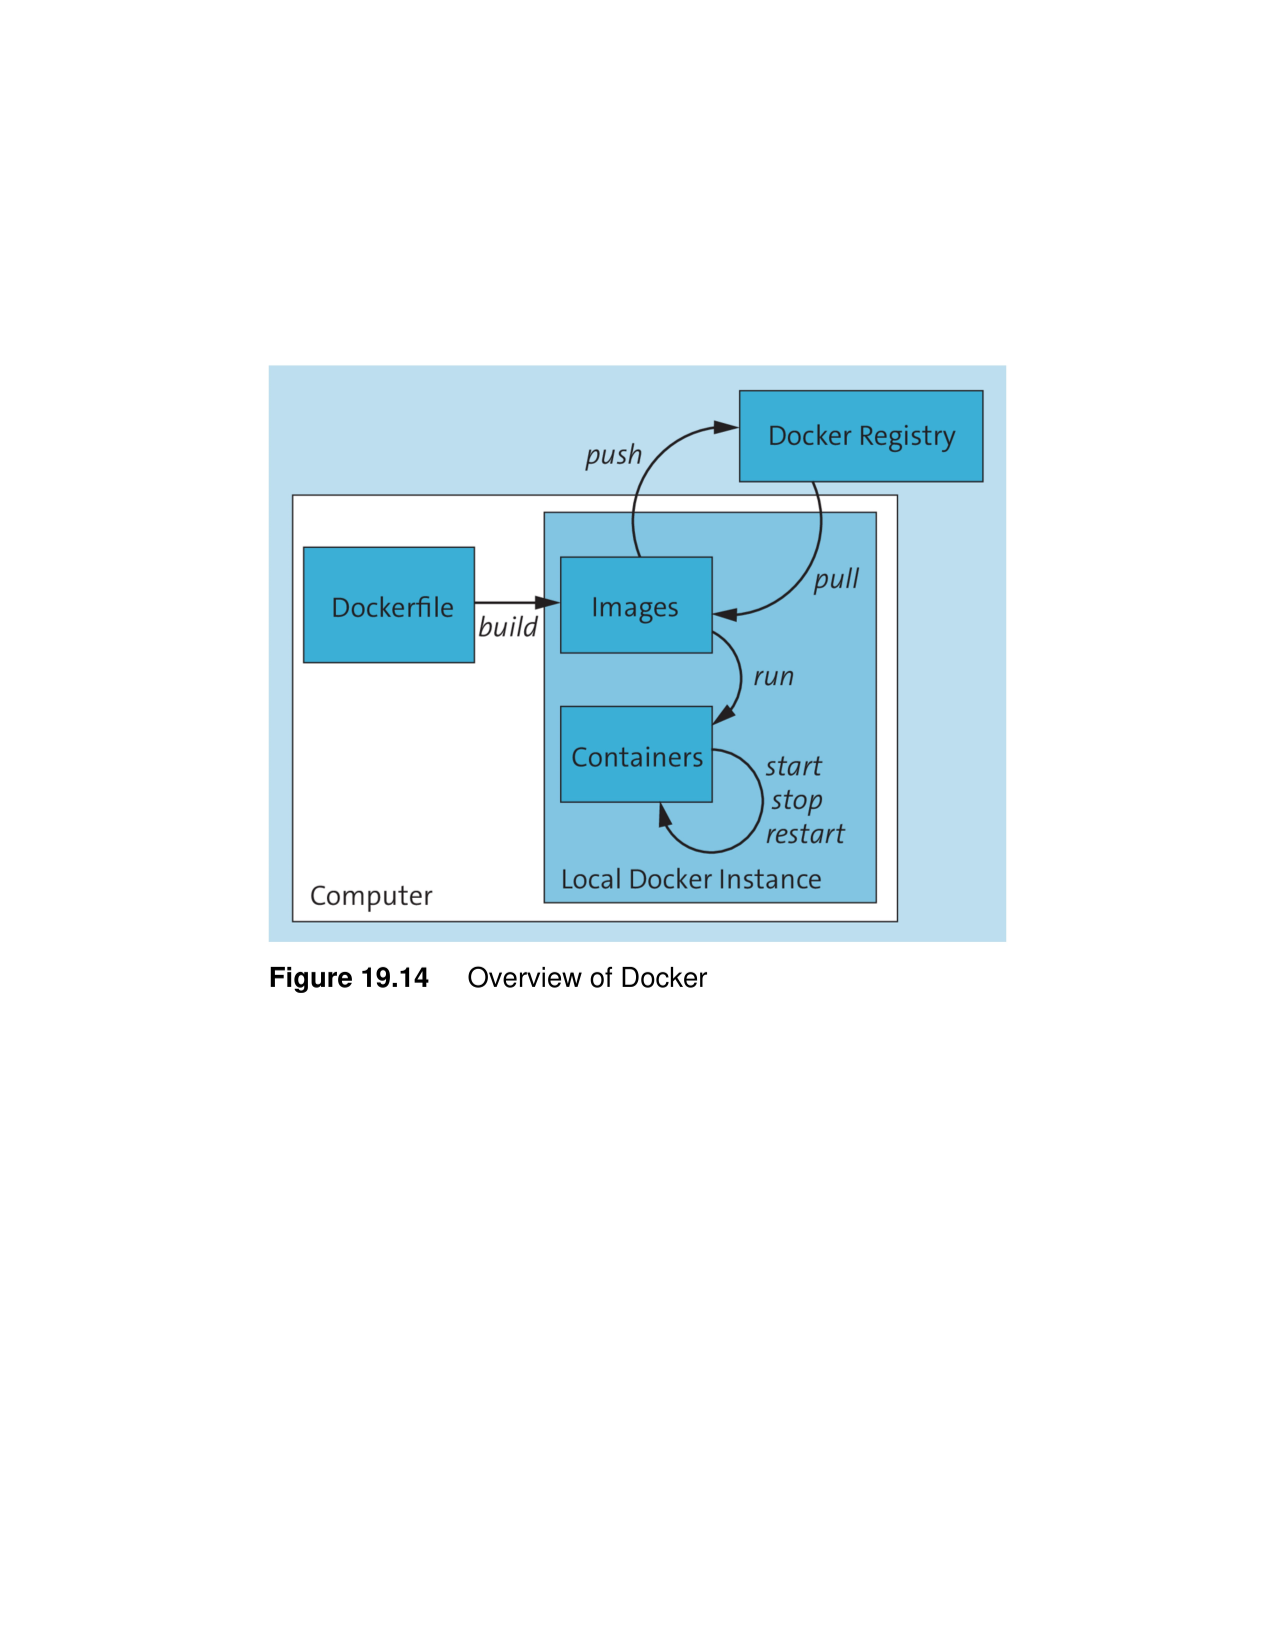 Docker Registry
push
pull
Dockerfile
build
Images
run
Containers
start
stop
restart
Local Docker Instance
Computer
Figure 19.14 Overview of Docker